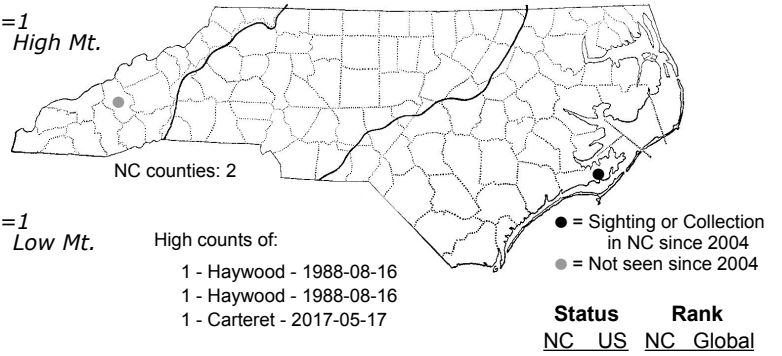 =1
High Mt.
NC counties: 2
=1
Low Mt.
High counts of:
1 - Haywood - 1988-08-16
1 - Haywood - 1988-08-16
1 - Carteret - 2017-05-17
● = Sighting or Collection
in NC since 2004
● = Not seen since 2004
Status Rank
NC US NC Global